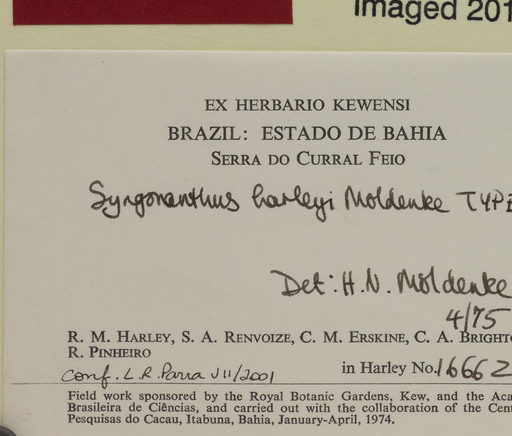 Imaged 201
EX HERBARIO KEWENSI
BRAZIL: ESTADO DE BAHIA
SERRA DO CURRAL FEIO
Syngonanthus harleyi Moldenke TYPE
Det: H. N. Moldenke
4/75
R. M. HARLEY, S. A. RENVOIZE, C. M. ERSKINE, C. A. BRIGHTO
R. PINHEIRO
conf. L. R. Parra VII/2001
in Harley No. 16662
Field work sponsored by the Royal Botanic Gardens, Kew, and the Aca
Brasileira de Ciências, and carried out with the collaboration of the Cent
Pesquisas do Cacau, Itabuna, Bahia, January-April, 1974.